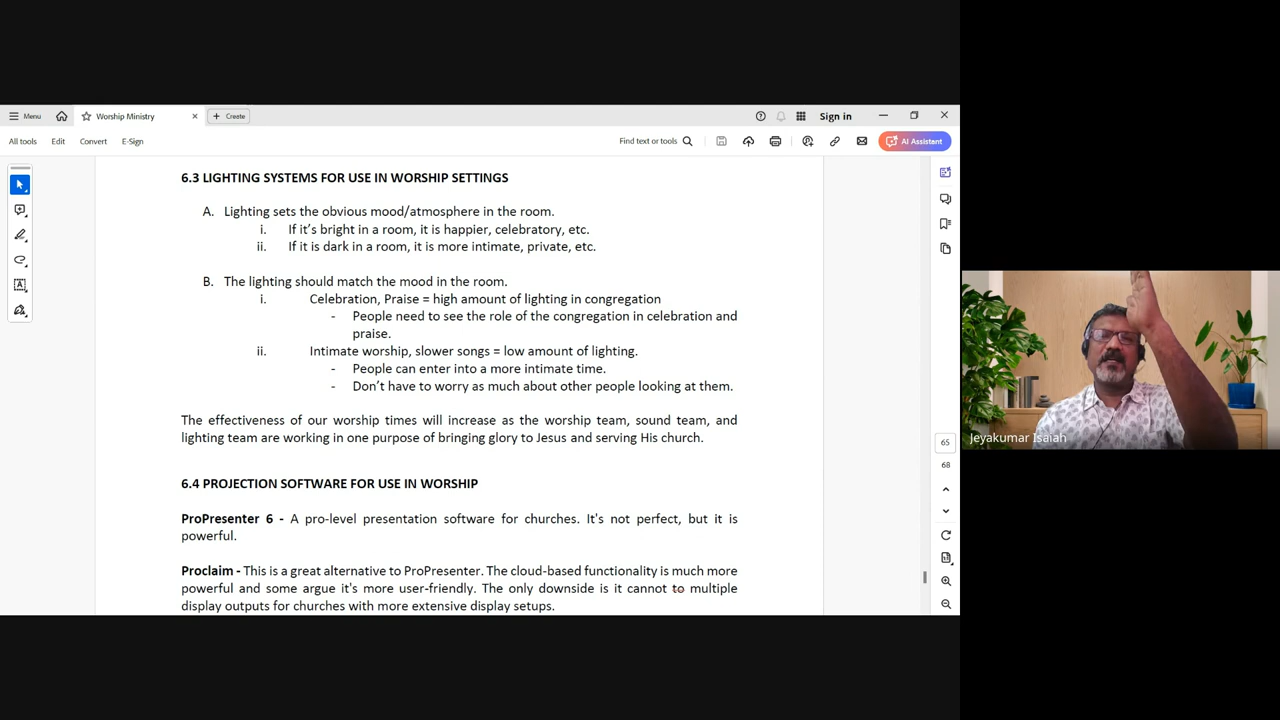 Menu
Worship Ministry
Create
Sign in
All tools
Edit
Convert
E-Sign
Find text or tools
AI Assistant
6.3 LIGHTING SYSTEMS FOR USE IN WORSHIP SETTINGS
A. Lighting sets the obvious mood/atmosphere in the room.
i. If it's bright in a room, it is happier, celebratory, etc.
ii. If it is dark in a room, it is more intimate, private, etc.
B. The lighting should match the mood in the room.
i. Celebration, Praise = high amount of lighting in congregation
- People need to see the role of the congregation in celebration and
praise.
ii. Intimate worship, slower songs = low amount of lighting.
- People can enter into a more intimate time.
- Don't have to worry as much about other people looking at them.
The effectiveness of our worship times will increase as the worship team, sound team, and
lighting team are working in one purpose of bringing glory to Jesus and serving His church.
6.4 PROJECTION SOFTWARE FOR USE IN WORSHIP
ProPresenter 6 - A pro-level presentation software for churches. It's not perfect, but it is
powerful.
Proclaim - This is a great alternative to ProPresenter. The cloud-based functionality is much more
powerful and some argue it's more user-friendly. The only downside is it cannot to multiple
display outputs for churches with more extensive display setups.
65
68
Jeyakumar Isaiah